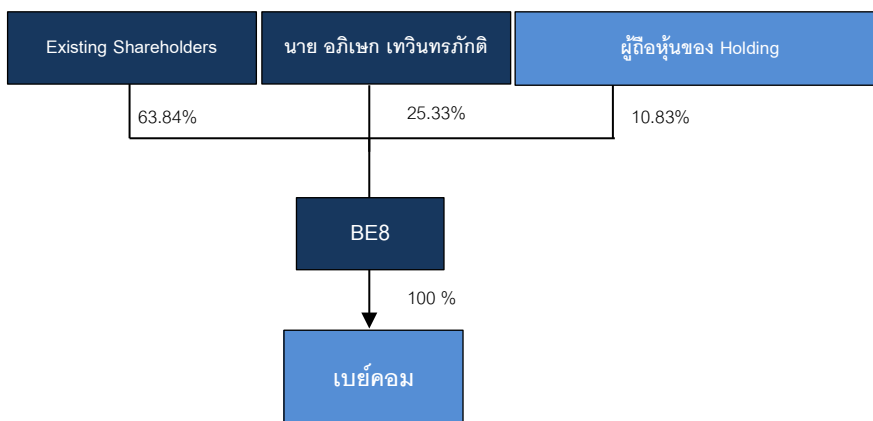 Existing Shareholders
นาย อภิเษก เทวินทรภักติ
ผู้ถือหุ้นของ Holding
63.84%
25.33%
10.83%
BE8
100 %
เบย์คอม